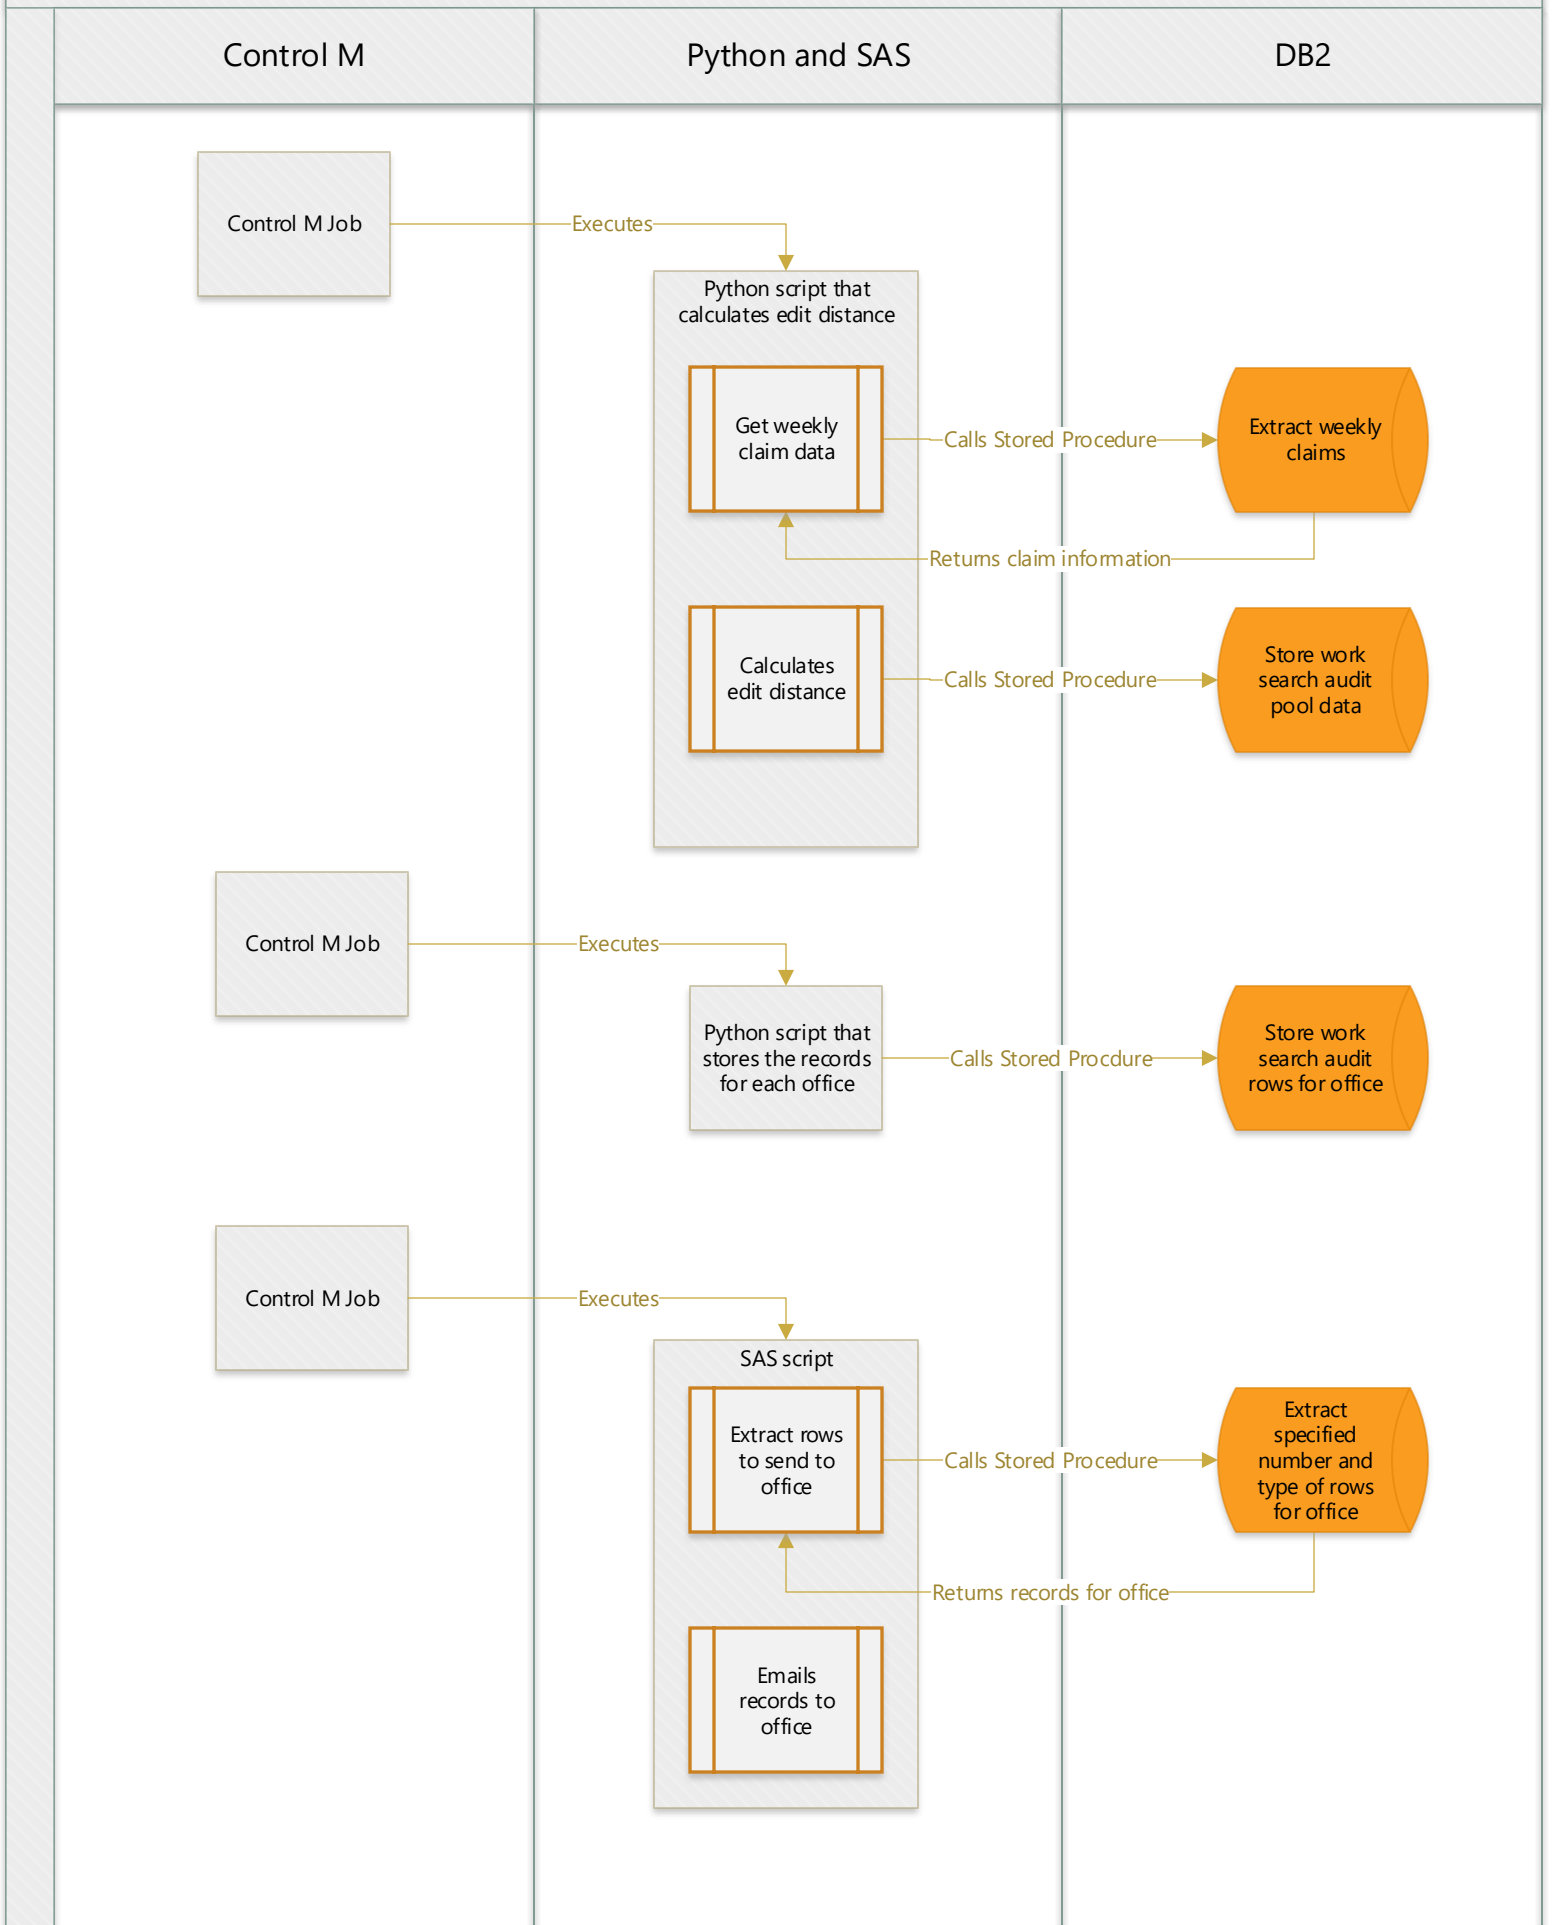 Control M
Python and SAS
DB2
Control M Job
Executes
Python script that
calculates edit distance
Get weekly
claim data
Calls Stored Procedure
Extract weekly
claims
Returns claim information
Calculates
edit distance
Calls Stored Procedure
Store work
search audit
pool data
Control M Job
Executes
Python script that
stores the records
for each office
Calls Stored Procdure
Store work
search audit
rows for office
Control M Job
Executes
SAS script
Extract rows
to send to
office
Calls Stored Procedure
Extract
specified
number and
type of rows
for office
Returns records for office
Emails
records to
office